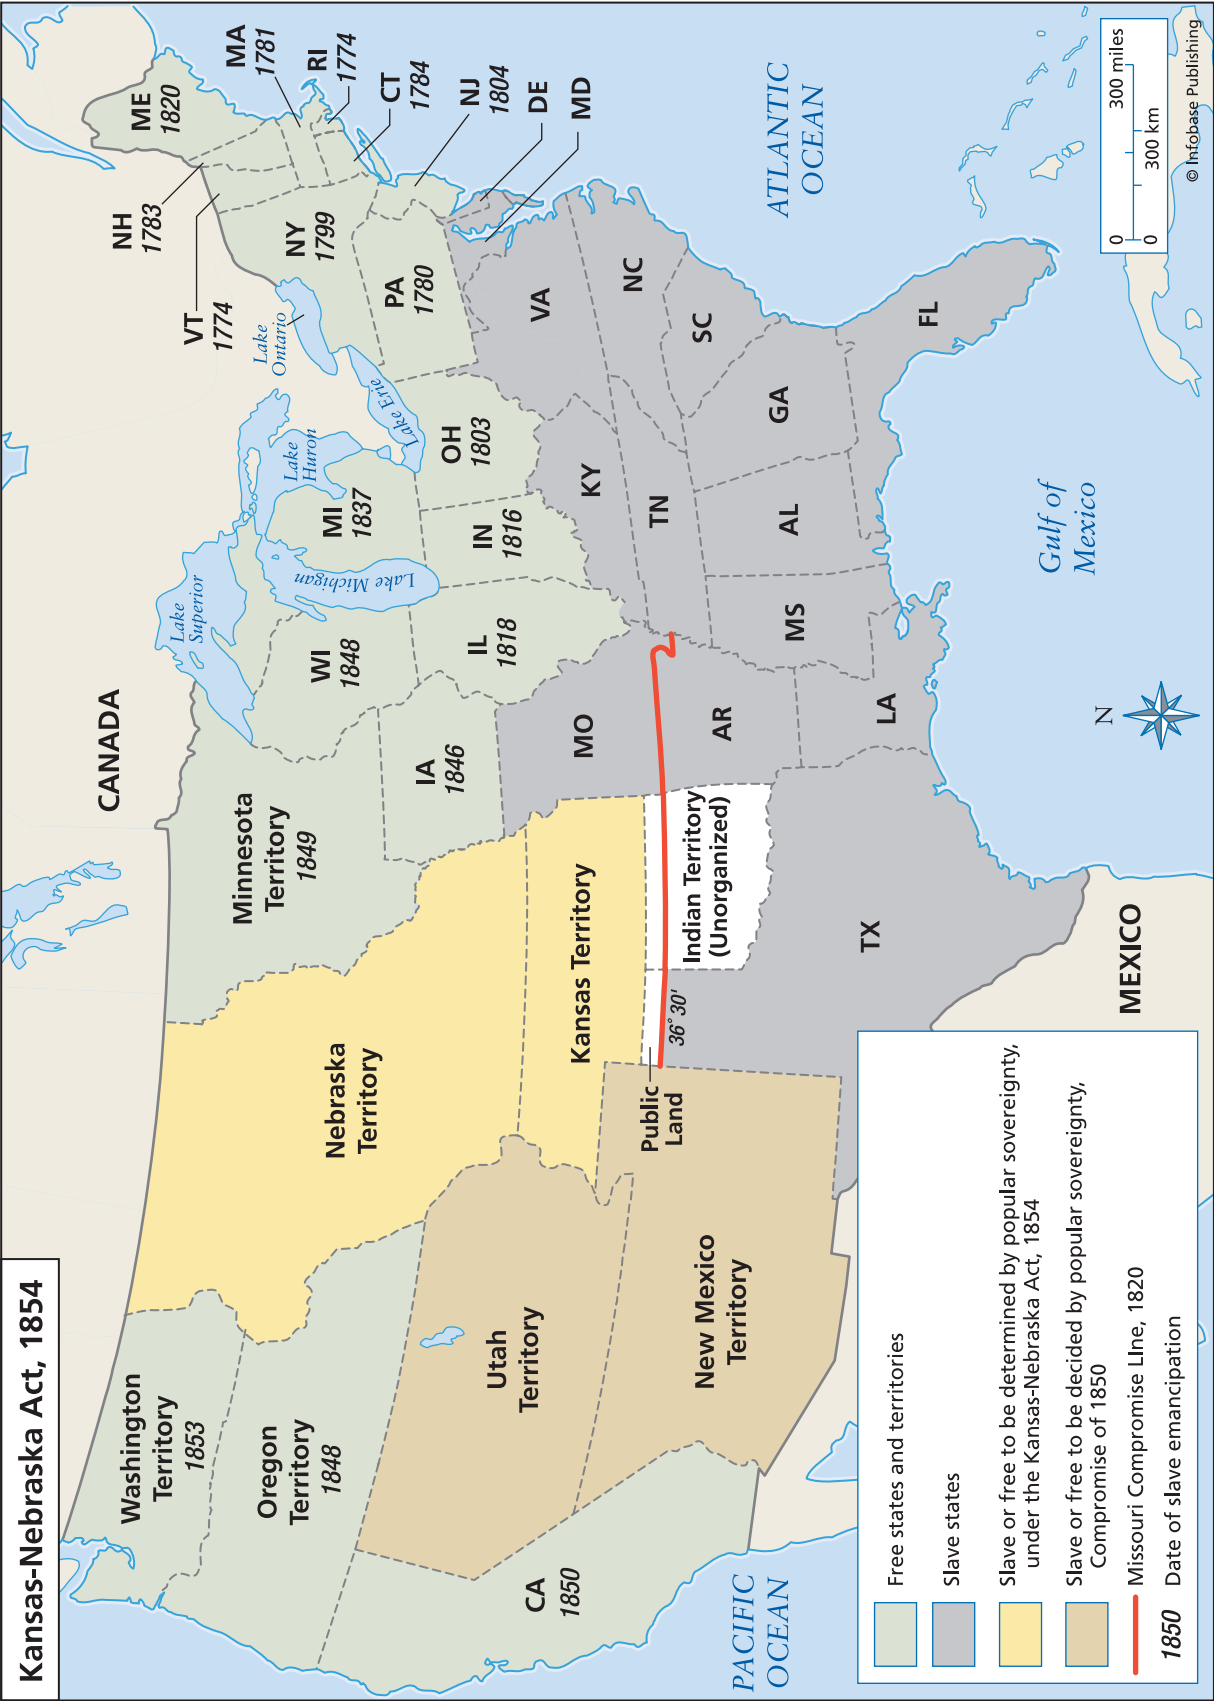 Kansas-Nebraska Act, 1854
CANADA
Washington
Territory
1853
Oregon
Territory
1848
CA
1850
Utah
Territory
New Mexico
Territory
Nebraska
Territory
Kansas Territory
Public
Land
36° 30'
Indian Territory
(Unorganized)
Minnesota
Territory
1849
IA
1846
WI
1848
IL
1818
MI
1837
IN
1816
OH
1803
Lake
Superior
Lake Michigan
Lake
Huron
Lake Erie
Lake
Ontario
VT
1774
NH
1783
ME
1820
MA
1781
RI
1774
CT
1784
NJ
1804
DE
MD
NY
1799
PA
1780
VA
NC
SC
GA
FL
KY
TN
AL
MS
MO
AR
LA
TX
MEXICO
PACIFIC
OCEAN
ATLANTIC
OCEAN
Gulf of
Mexico
N
Free states and territories
Slave states
Slave or free to be determined by popular sovereignty,
under the Kansas-Nebraska Act, 1854
Slave or free to be decided by popular sovereignty,
Compromise of 1850
Missouri Compromise LIne, 1820
1850 Date of slave emancipation
0 300 miles
0 300 km
© Infobase Publishing